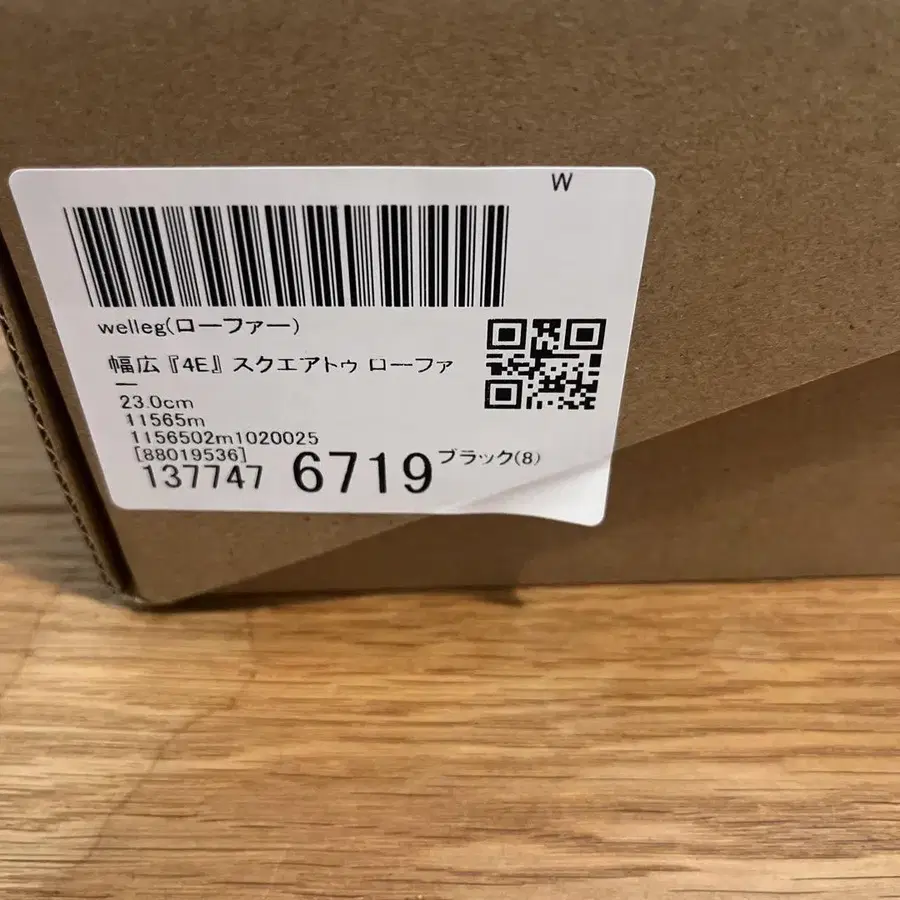 W
welleg(ローファー)
幅広『4E』スクエアトゥ ローファ
ー
23.0cm
11565m
1156502m1020025
[88019536]
137747 6719 ブラック(8)